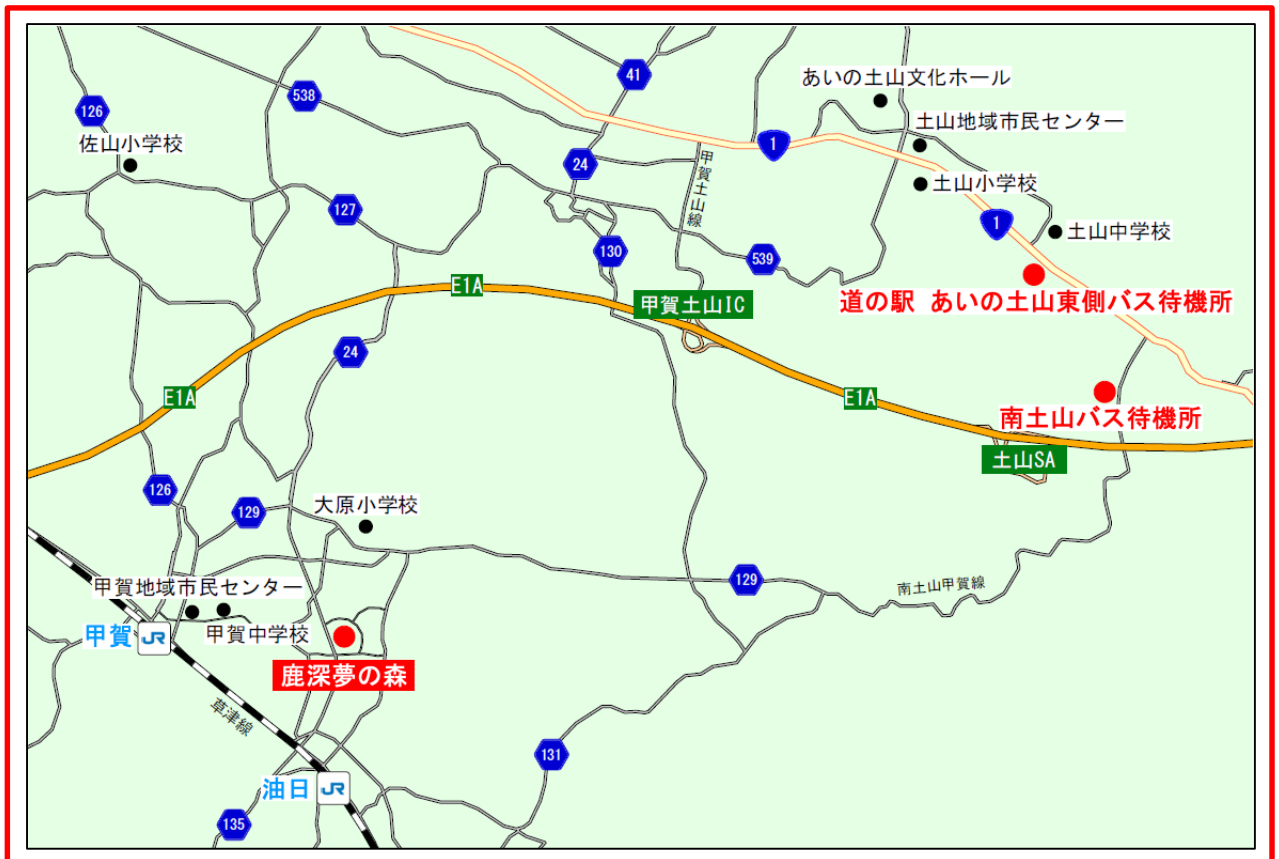 41
あいの土山文化ホール
538
126
土山地域市民センター
佐山小学校
1
24
甲賀土山線
土山小学校
127
1
土山中学校
130
539
道の駅 あいの土山東側バス待機所
E1A
甲賀土山IC
24
E1A
E1A
南土山バス待機所
土山SA
126
大原小学校
129
129
南土山甲賀線
甲賀地域市民センター
甲賀 JR
甲賀中学校
鹿深夢の森
草津線
131
油日 JR
135